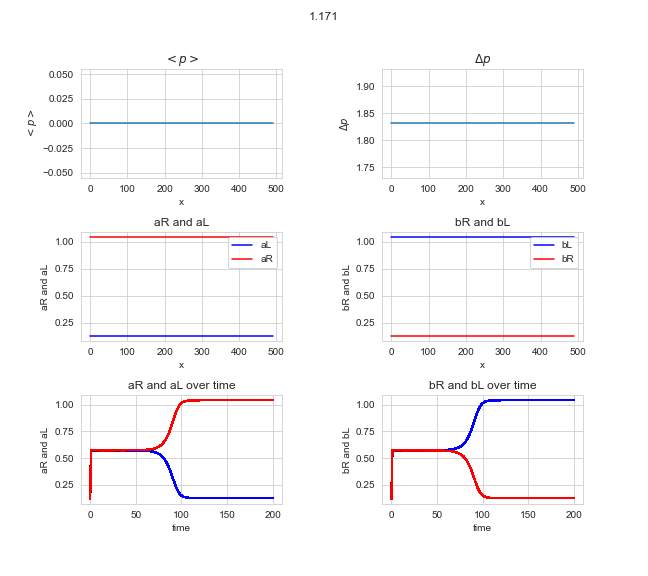 1.171
< p >
Δp
0.050
0.025
0.000
−0.025
−0.050
< p >
0 100 200 300 400 500
x
1.90
1.85
1.80
1.75
Δp
0 100 200 300 400 500
x
aR and aL
bR and bL
1.00
0.75
0.50
0.25
aR and aL
aL
aR
0 100 200 300 400 500
x
1.00
0.75
0.50
0.25
bR and bL
bL
bR
0 100 200 300 400 500
x
aR and aL over time
bR and bL over time
1.00
0.75
0.50
0.25
aR and aL
0 50 100 150 200
time
1.00
0.75
0.50
0.25
bR and bL
0 50 100 150 200
time